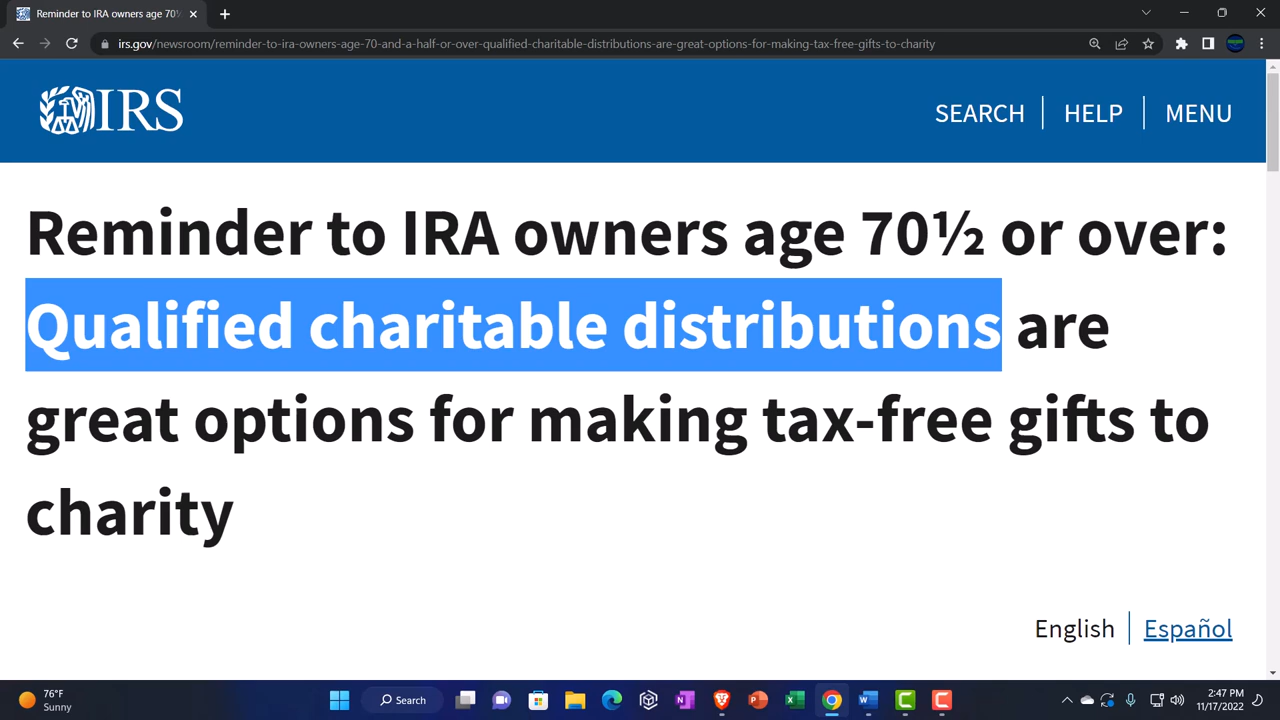 Reminder to IRA owners age 70½
irs.gov/newsroom/reminder-to-ira-owners-age-70-and-a-half-or-over-qualified-charitable-distributions-are-great-options-for-making-tax-free-gifts-to-charity
IRS
SEARCH HELP MENU
Reminder to IRA owners age 70½ or over:
Qualified charitable distributions are
great options for making tax-free gifts to
charity
English Español
76°F
Sunny
Search
2:47 PM
11/17/2022